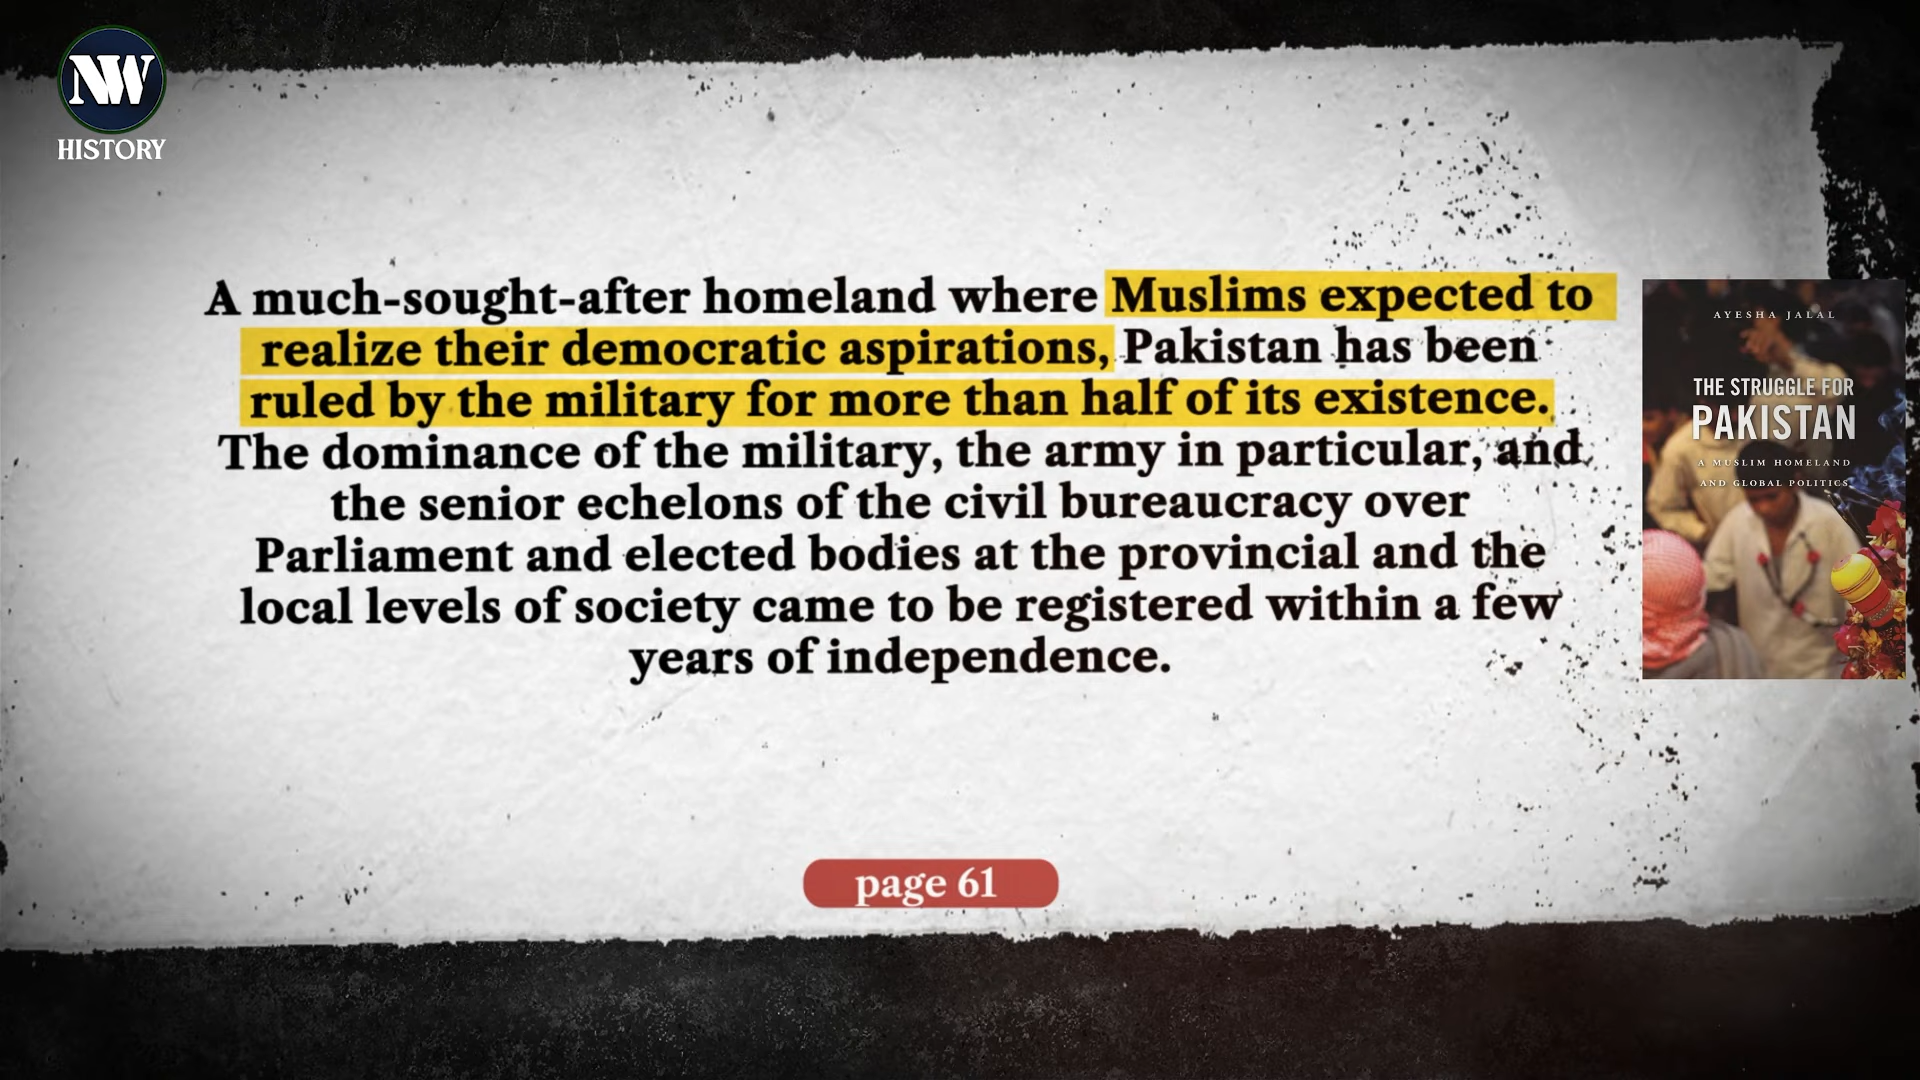 NW
HISTORY
A much-sought-after homeland where Muslims expected to
realize their democratic aspirations, Pakistan has been
ruled by the military for more than half of its existence.
The dominance of the military, the army in particular, and
the senior echelons of the civil bureaucracy over
Parliament and elected bodies at the provincial and the
local levels of society came to be registered within a few
years of independence.
page 61
AYESHA JALAL
THE STRUGGLE FOR
PAKISTAN
A MUSLIM HOMELAND
AND GLOBAL POLITICS